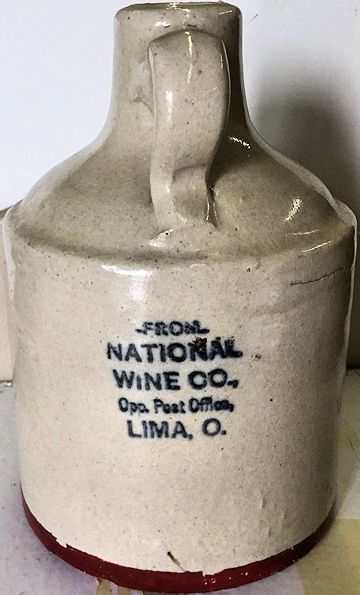 -FROM-
NATIONAL
WINE CO.,
Opp. Post Office,
LIMA, O.